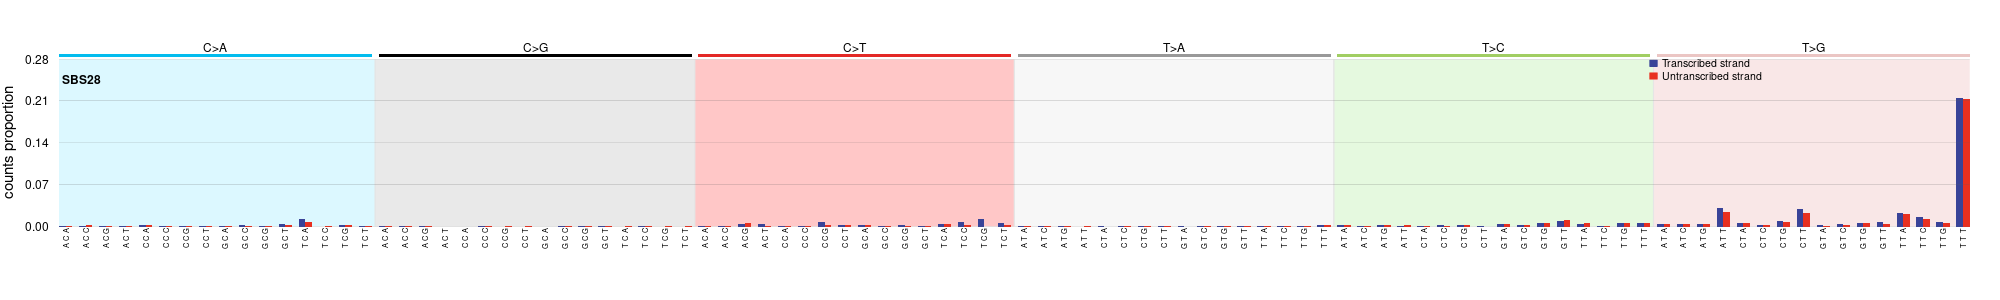 C>A C>G C>T T>A T>C T>G
0.28
SBS28
Transcribed strand
Untranscribed strand
0.21
0.14
0.07
0.00
counts proportion
ACA ACC ACG ACT CCA CCC CCG CCT GCA GCC GCG GCT TCA TCC TCG TCT ACA ACC ACG ACT CCA CCC CCG CCT GCA GCC GCG GCT TCA TCC TCG TCT ACA ACC ACG ACT CCA CCC CCG CCT GCA GCC GCG GCT TCA TCC TCG TCT ATA ATC ATG ATT CTA CTC CTG CTT GTA GTC GTG GTT TTA TTC TTG TTT ATA ATC ATG ATT CTA CTC CTG CTT GTA GTC GTG GTT TTA TTC TTG TTT ATA ATC ATG ATT CTA CTC CTG CTT GTA GTC GTG GTT TTA TTC TTG TTT